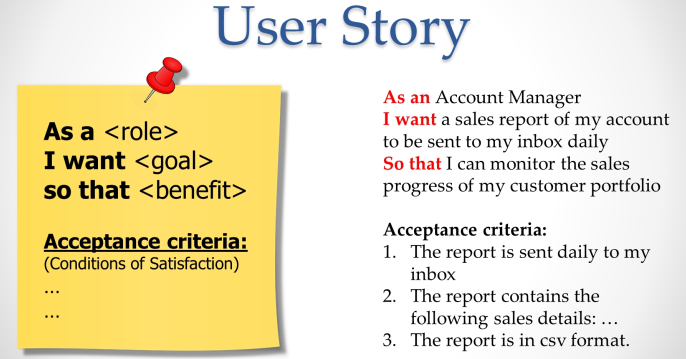 User Story
As a <role>
I want <goal>
so that <benefit>
Acceptance criteria:
(Conditions of Satisfaction)
...
...
As an Account Manager
I want a sales report of my account
to be sent to my inbox daily
So that I can monitor the sales
progress of my customer portfolio
Acceptance criteria:
1. The report is sent daily to my
inbox
2. The report contains the
following sales details: ...
3. The report is in csv format.